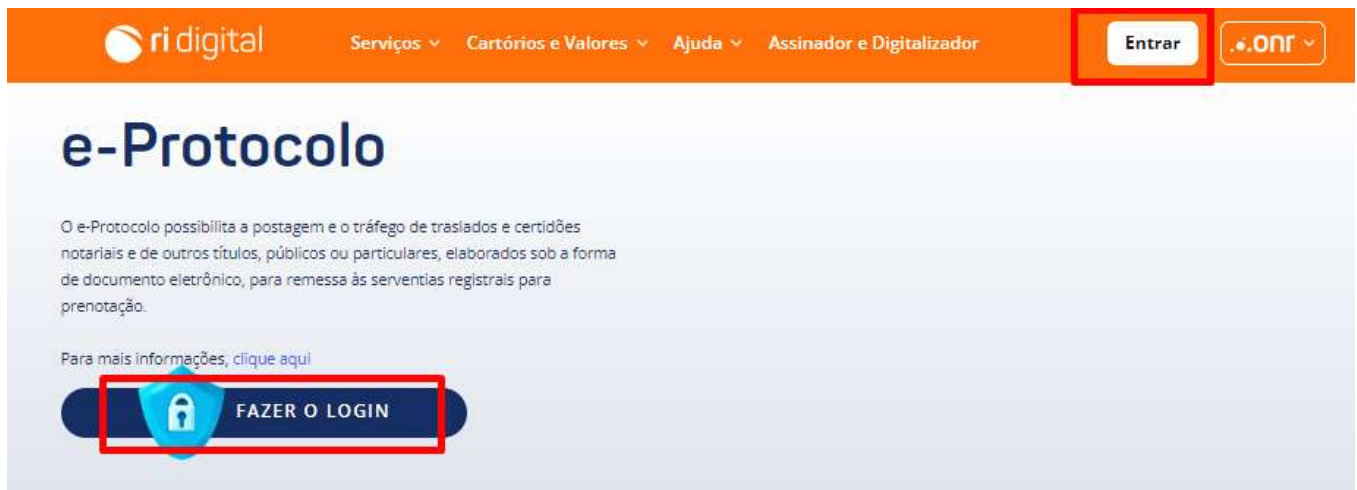 ri digital
Serviços
Cartórios e Valores
Ajuda
Assinador e Digitalizador
Entrar
.onr
e-Protocolo
O e-Protocolo possibilita a postagem e o tráfego de traslados e certidões
notariais e de outros títulos, públicos ou particulares, elaborados sob a forma
de documento eletrônico, para remessa às serventias registrais para
prenotação.
Para mais informações, clique aqui
FAZER O LOGIN